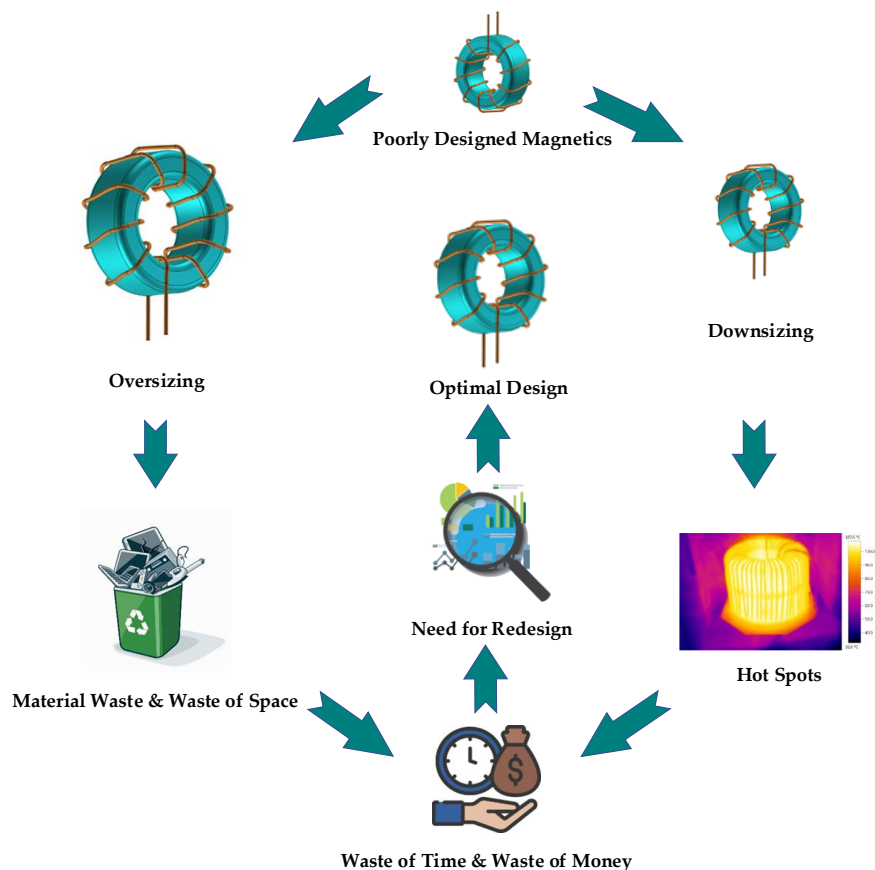 Poorly Designed Magnetics
Oversizing
Optimal Design
Downsizing
Need for Redesign
Hot Spots
Material Waste & Waste of Space
$
Waste of Time & Waste of Money